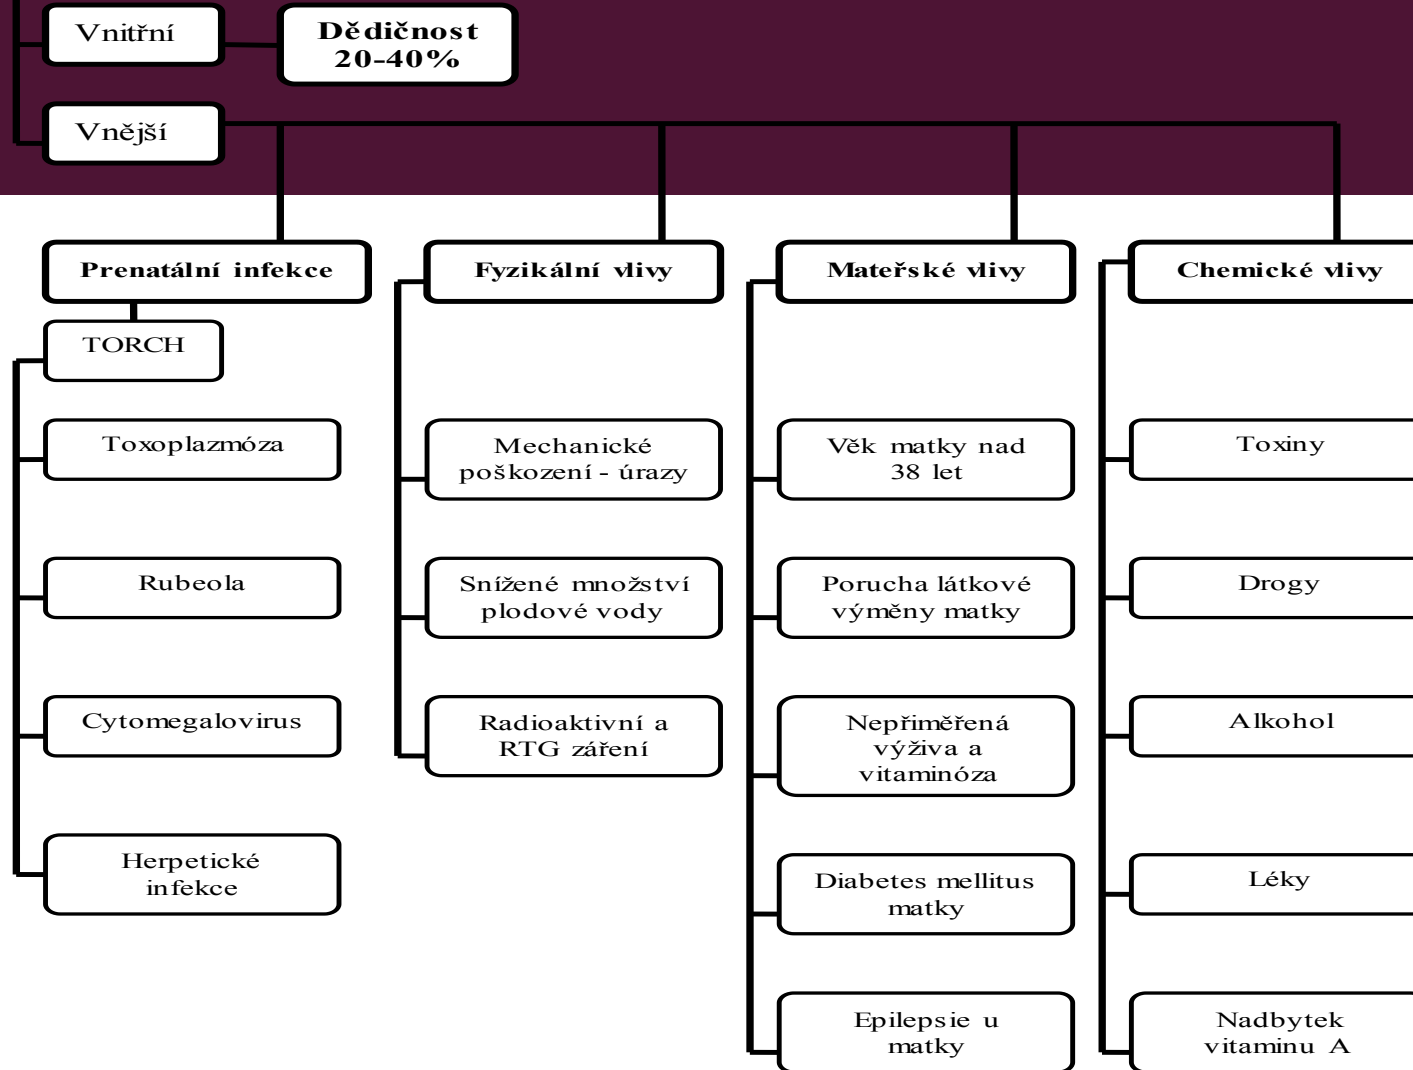 Vnitřní
Dědičnost
20-40%
Vnější
Prenatální infekce
TORCH
Toxoplazmóza
Rubeola
Cytomegalovirus
Herpetické
infekce
Fyzikální vlivy
Mechanické
poškození - úrazy
Snížené množství
plodové vody
Radioaktivní a
RTG záření
Mateřské vlivy
Věk matky nad
38 let
Porucha látkové
výměny matky
Nepřiměřená
výživa a
vitaminóza
Diabetes mellitus
matky
Epilepsie u
matky
Chemické vlivy
Toxiny
Drogy
Alkohol
Léky
Nadbytek
vitaminu A